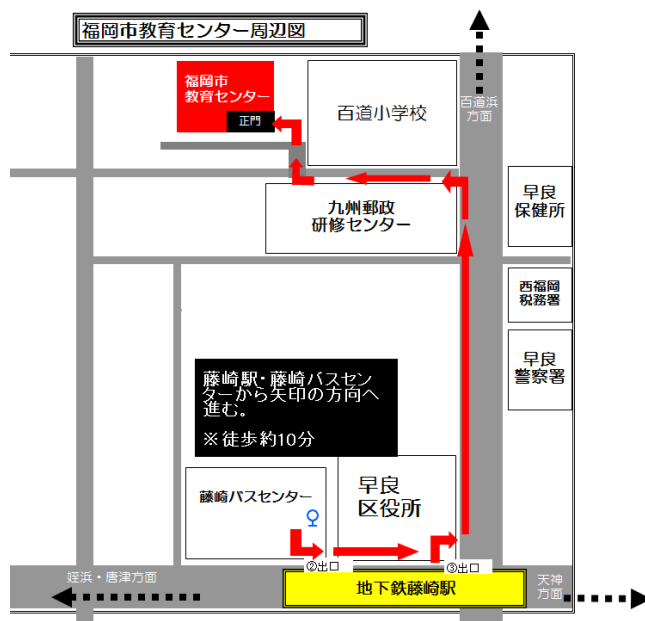 福岡市教育センター周辺図
福岡市
教育センター
正門
百道小学校
百道浜
方面
早良
保健所
九州郵政
研修センター
西福岡
税務署
早良
警察署
藤崎駅・藤崎バスセン
ターから矢印の方向へ
進む。
※徒歩約10分
藤崎バスセンター
早良
区役所
②出口
③出口
姪浜・唐津方面
地下鉄藤崎駅
天神
方面